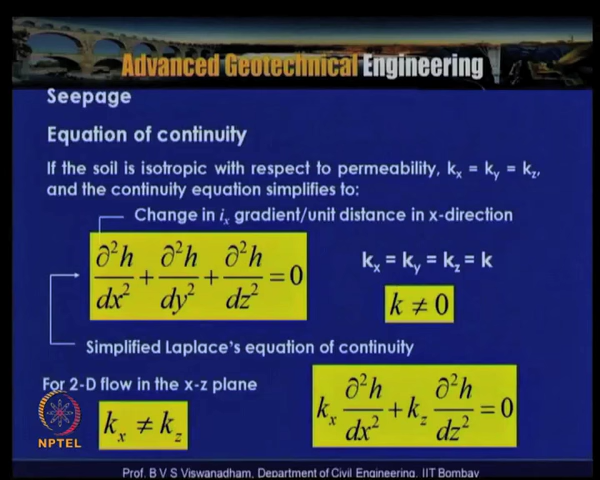 Advanced Geotechnical Engineering
Seepage
Equation of continuity
If the soil is isotropic with respect to permeability, kx = ky = kz,
and the continuity equation simplifies to:
Change in ix gradient/unit distance in x-direction
∂²h/dx² + ∂²h/dy² + ∂²h/dz² = 0
kx = ky = kz = k
k ≠ 0
Simplified Laplace's equation of continuity
For 2-D flow in the x-z plane
kx ≠ kz
kx ∂²h/dx² + kz ∂²h/dz² = 0
NPTEL
Prof. B V S Viswanadham, Department of Civil Engineering, IIT Bombay